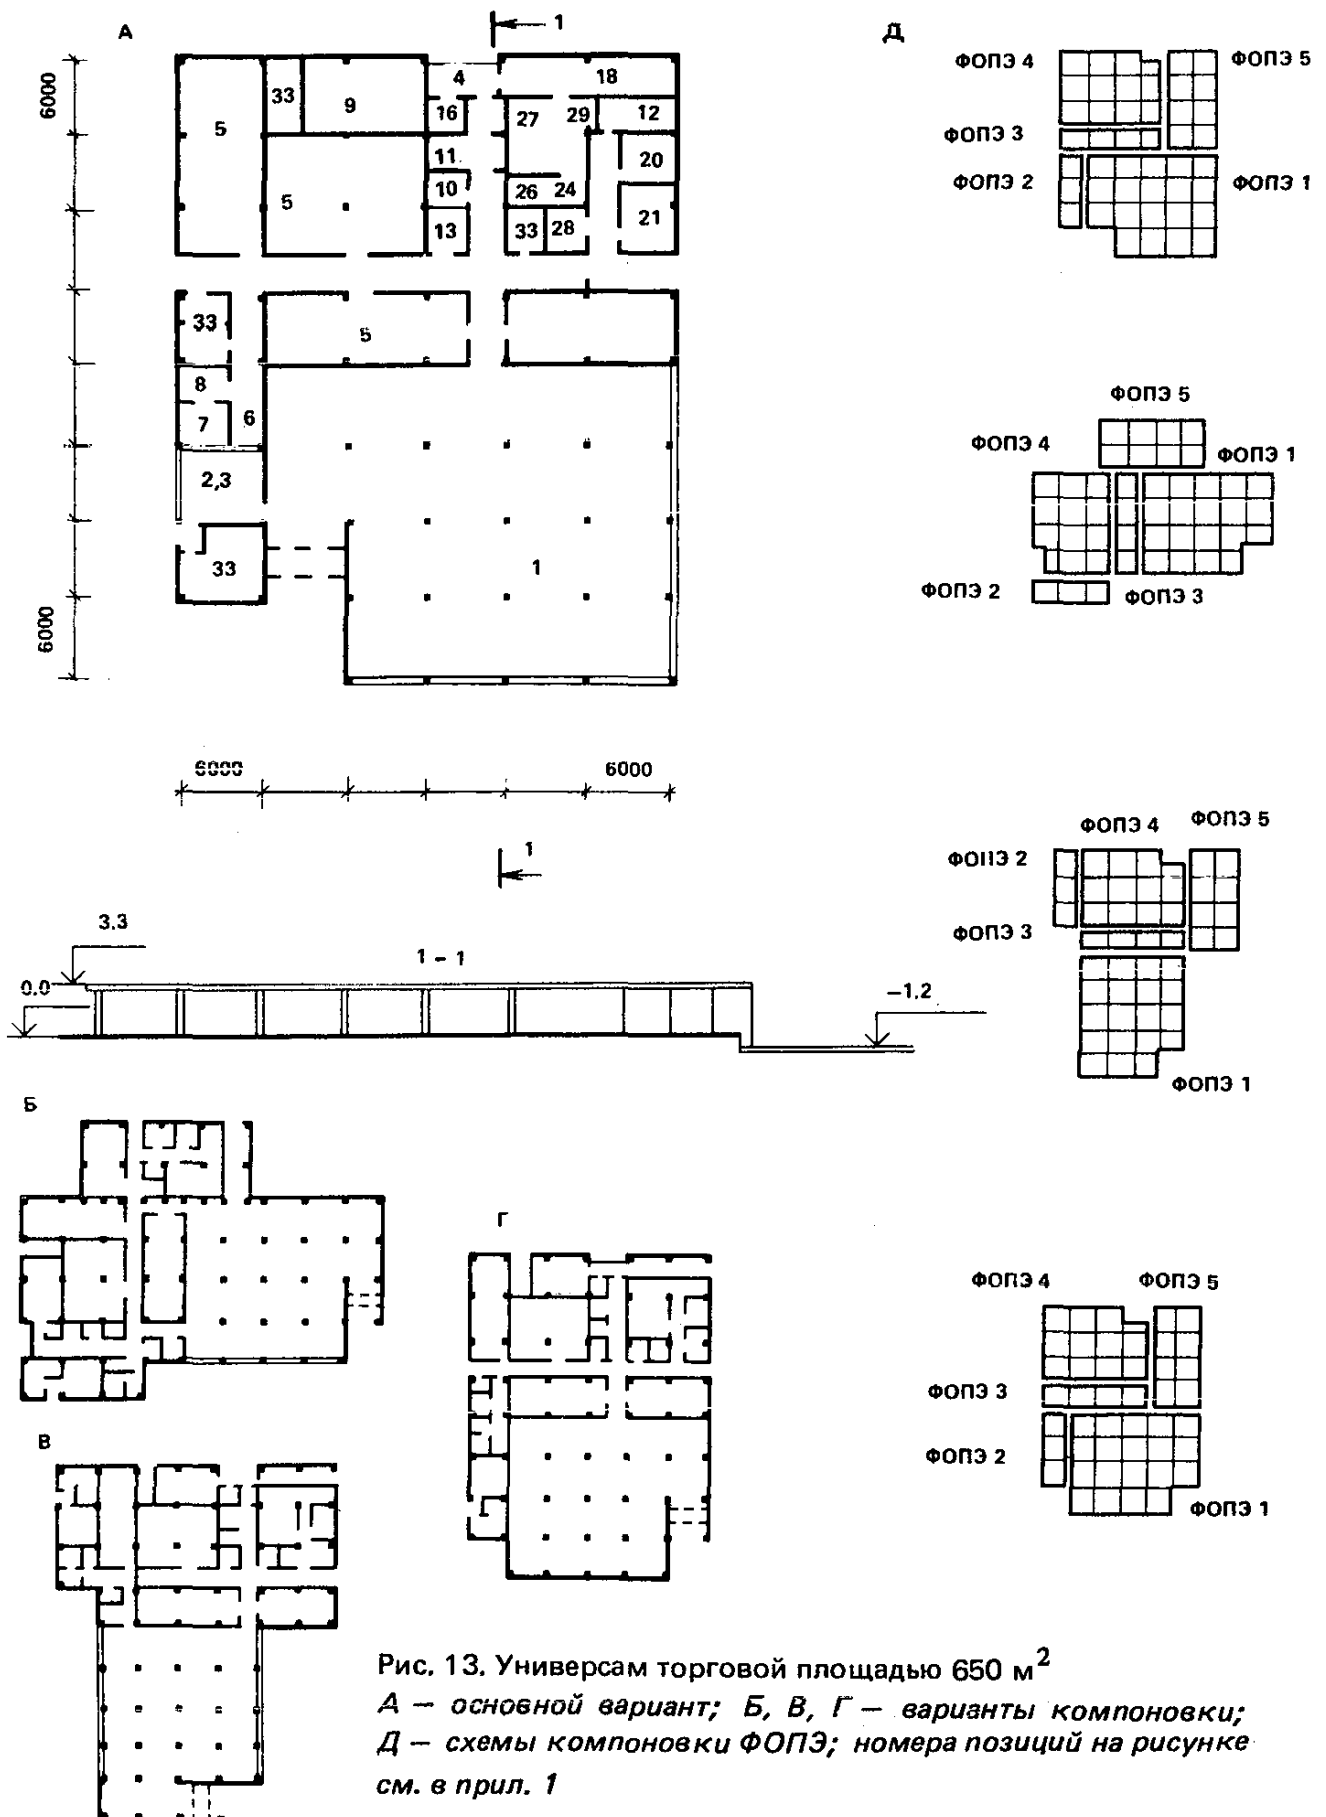 А
1
Д
6000
4
18
33
9
16
27
29
12
5
11
20
10
26
24
5
13
33
28
21
33
5
8
7
6
2,3
33
1
6000
6000
6000
1
3.3
1 – 1
0.0
–1.2
Б
Г
В
ФОПЭ 4
ФОПЭ 5
ФОПЭ 3
ФОПЭ 2
ФОПЭ 1
ФОПЭ 5
ФОПЭ 4
ФОПЭ 1
ФОПЭ 2
ФОПЭ 3
ФОПЭ 4
ФОПЭ 5
ФОПЭ 2
ФОПЭ 3
ФОПЭ 1
ФОПЭ 4
ФОПЭ 5
ФОПЭ 3
ФОПЭ 2
ФОПЭ 1
Рис. 13. Универсам торговой площадью 650 м²
А — основной вариант; Б, В, Г — варианты компоновки;
Д — схемы компоновки ФОПЭ; номера позиций на рисунке
см. в прил. 1